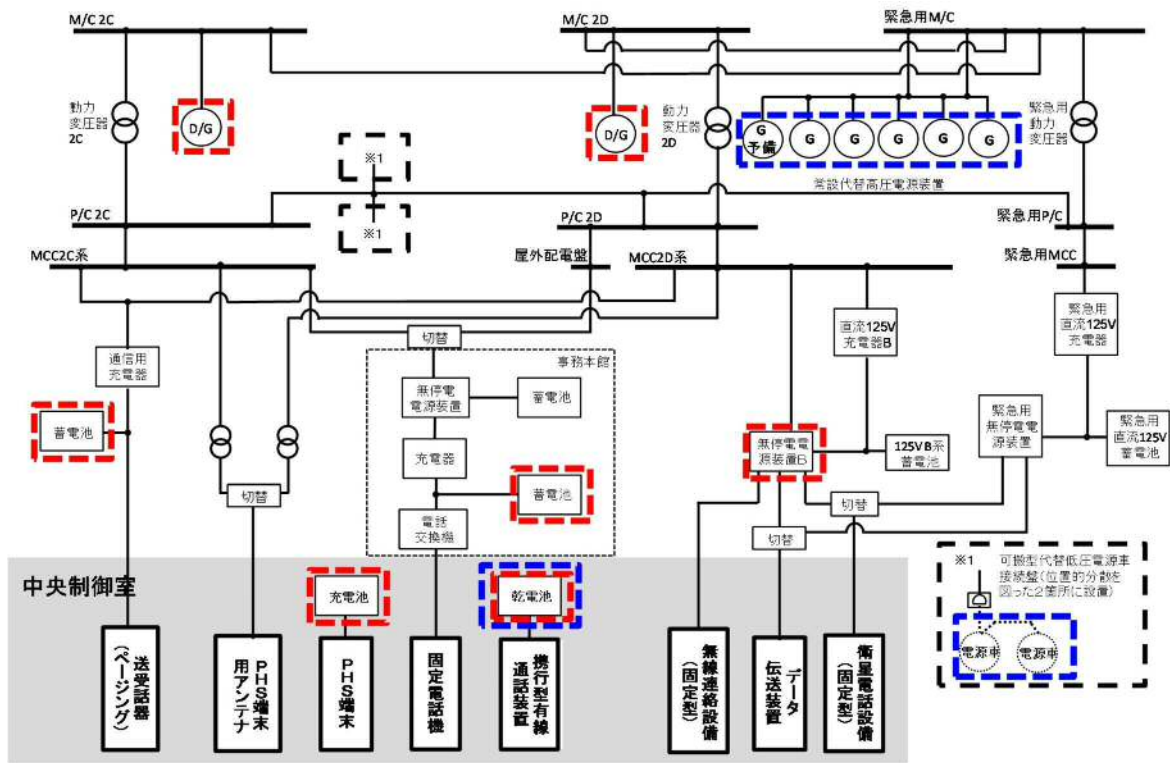 M/C 2C
M/C 2D
緊急用M/C
動力
変圧器
2C
D/G
D/G
動力
変圧器
2D
G
予備
G
G
G
G
G
緊急用
動力
変圧器
常設代替高圧電源装置
※1
※1
P/C 2C
P/C 2D
緊急用P/C
MCC2C系
屋外配電盤
MCC2D系
緊急用MCC
通信用
充電器
蓄電池
切替
切替
事務本館
無停電
電源装置
蓄電池
充電器
蓄電池
電話
交換機
直流125V
充電器B
無停電電
源装置B
125V B系
蓄電池
切替
切替
緊急用
直流125V
充電器
緊急用
無停電電
源装置
緊急用
直流125V
蓄電池
中央制御室
充電池
乾電池
送受話器
(ページング)
PHS端末
用アンテナ
PHS端末
固定電話機
携行型有線
通話装置
無線連絡設備
(固定型)
データ
伝送装置
衛星電話設備
(固定型)
※1 可搬型代替低圧電源車
接続盤(位置的分散を
図った2箇所に設置)
電源車
電源車